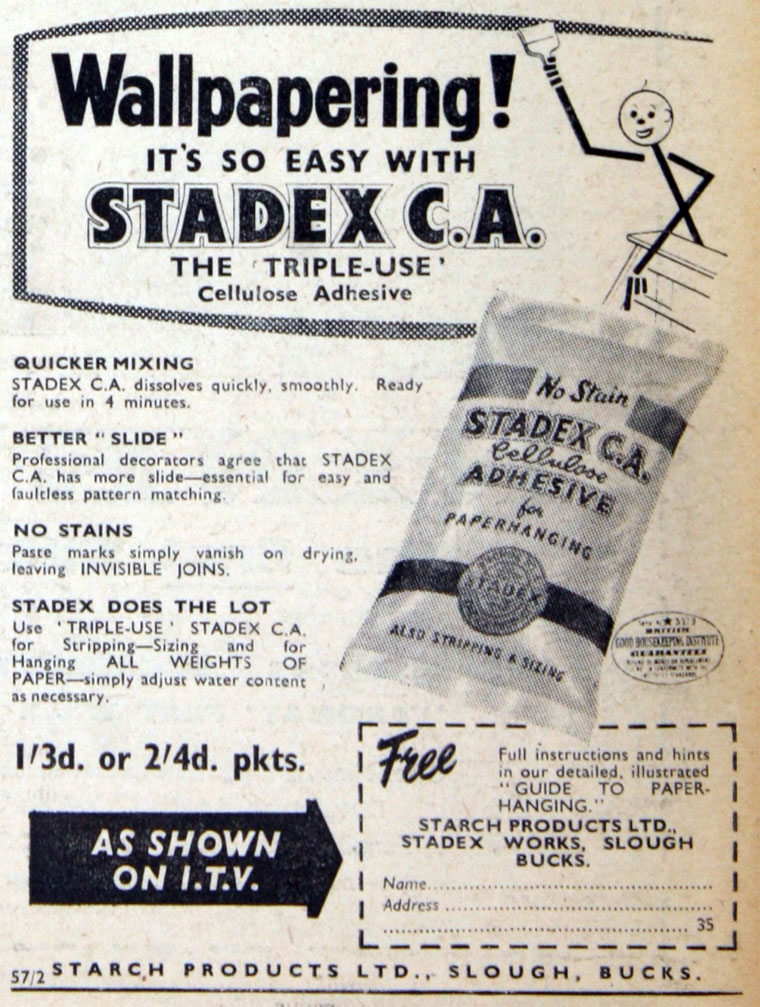 Wallpapering!
IT'S SO EASY WITH
STADEX C.A.
THE 'TRIPLE-USE'
Cellulose Adhesive
QUICKER MIXING
STADEX C.A. dissolves quickly, smoothly. Ready
for use in 4 minutes.
BETTER "SLIDE"
Professional decorators agree that STADEX
C.A. has more slide—essential for easy and
faultless pattern matching.
NO STAINS
Paste marks simply vanish on drying,
leaving INVISIBLE JOINS.
STADEX DOES THE LOT
Use 'TRIPLE-USE' STADEX C.A.
for Stripping—Sizing and for
Hanging ALL WEIGHTS OF
PAPER—simply adjust water content
as necessary.
No Stain
STADEX C.A.
Cellulose
ADHESIVE
for
PAPERHANGING
STADEX
ALSO STRIPPING & SIZING
GOOD HOUSEKEEPING INSTITUTE
GUARANTEES
1/3d. or 2/4d. pkts.
AS SHOWN
ON I.T.V.
Free
Full instructions and hints
in our detailed, illustrated
"GUIDE TO PAPER-
HANGING."
STARCH PRODUCTS LTD.,
STADEX WORKS, SLOUGH
BUCKS.
Name
Address
35
57/2 STARCH PRODUCTS LTD., SLOUGH, BUCKS.